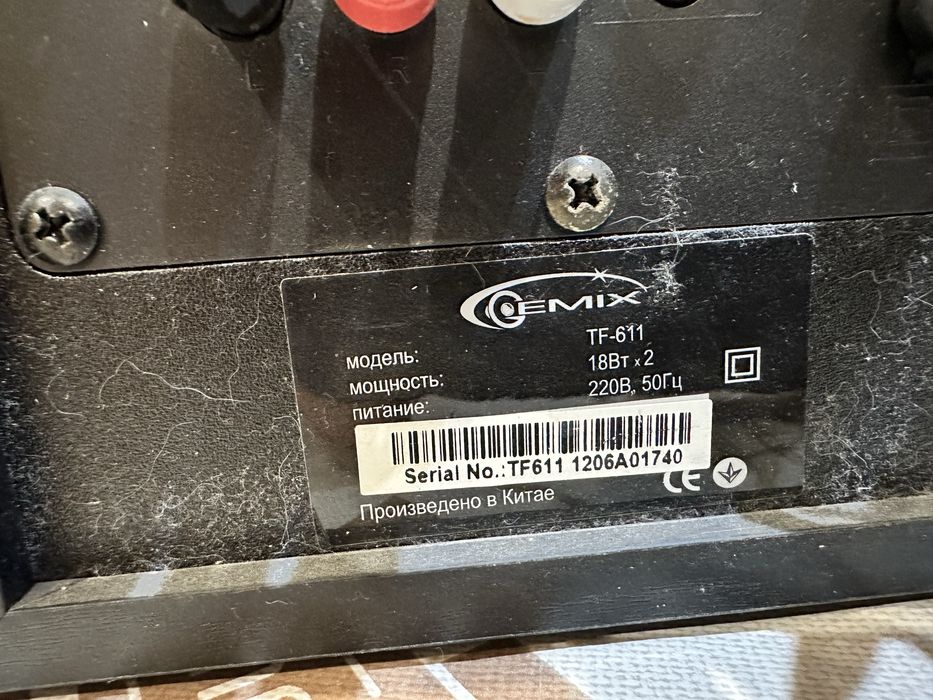 L R
GEMIX
модель: TF-611
мощность: 18Вт x 2
питание: 220В, 50Гц
Serial No.:TF611 1206A01740
CE
Произведено в Китае